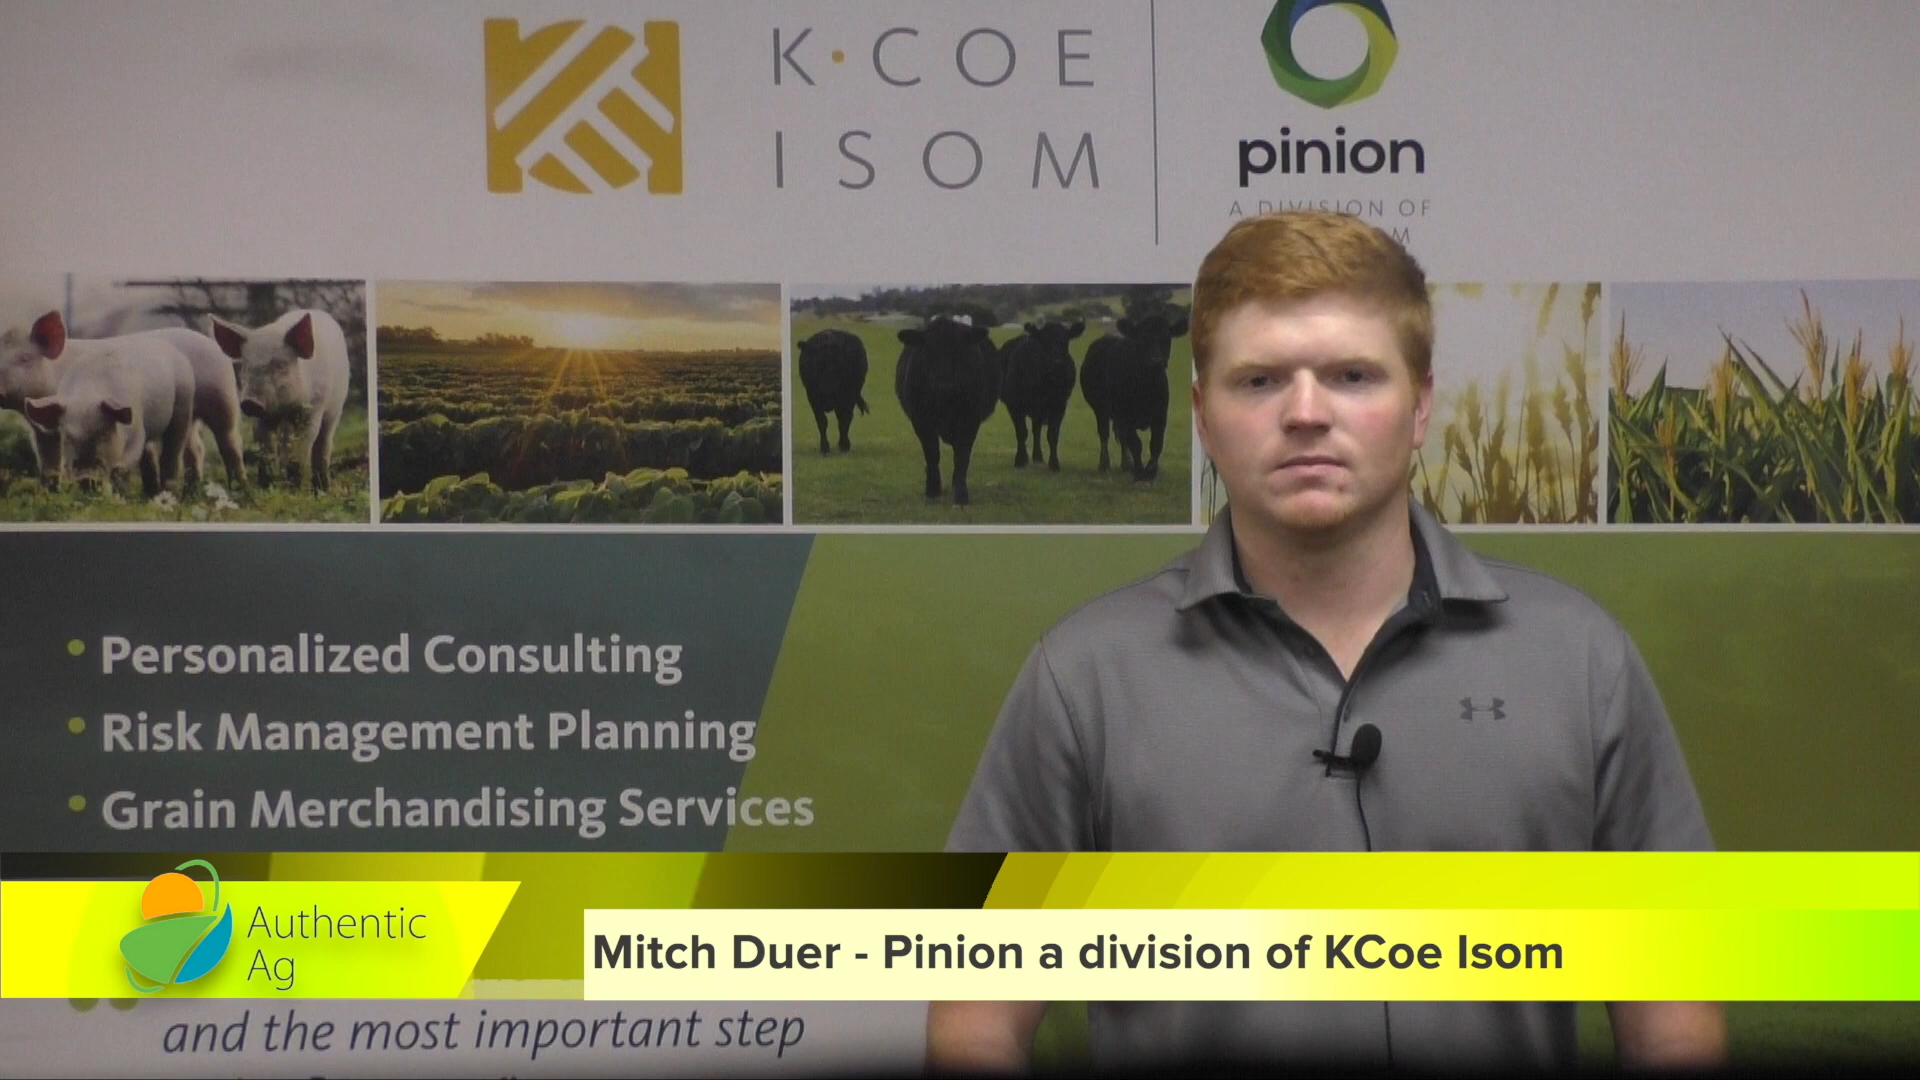 K·COE
ISOM
pinion
A DIVISION OF
• Personalized Consulting
• Risk Management Planning
• Grain Merchandising Services
Authentic
Ag
Mitch Duer - Pinion a division of KCoe Isom
and the most important step